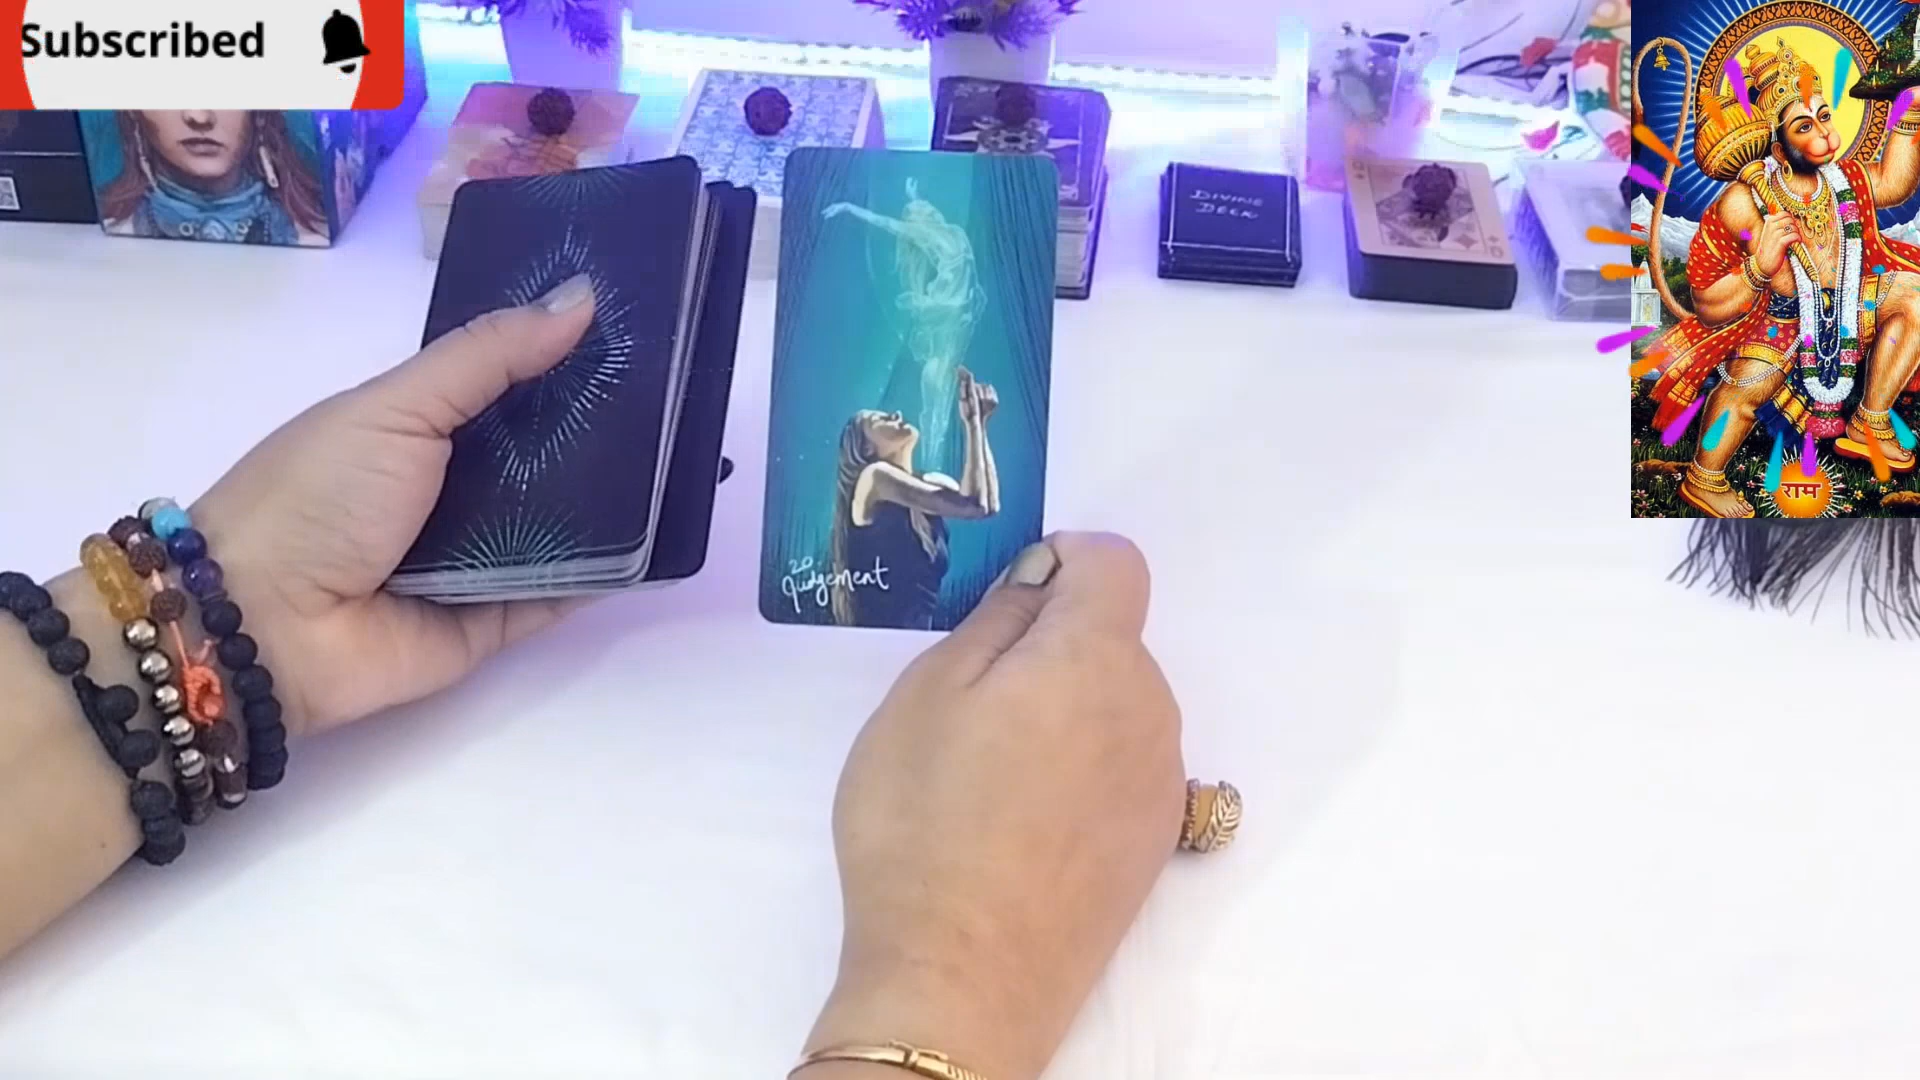 Subscribed
DIVINE
DECK
20
Judgement
राम